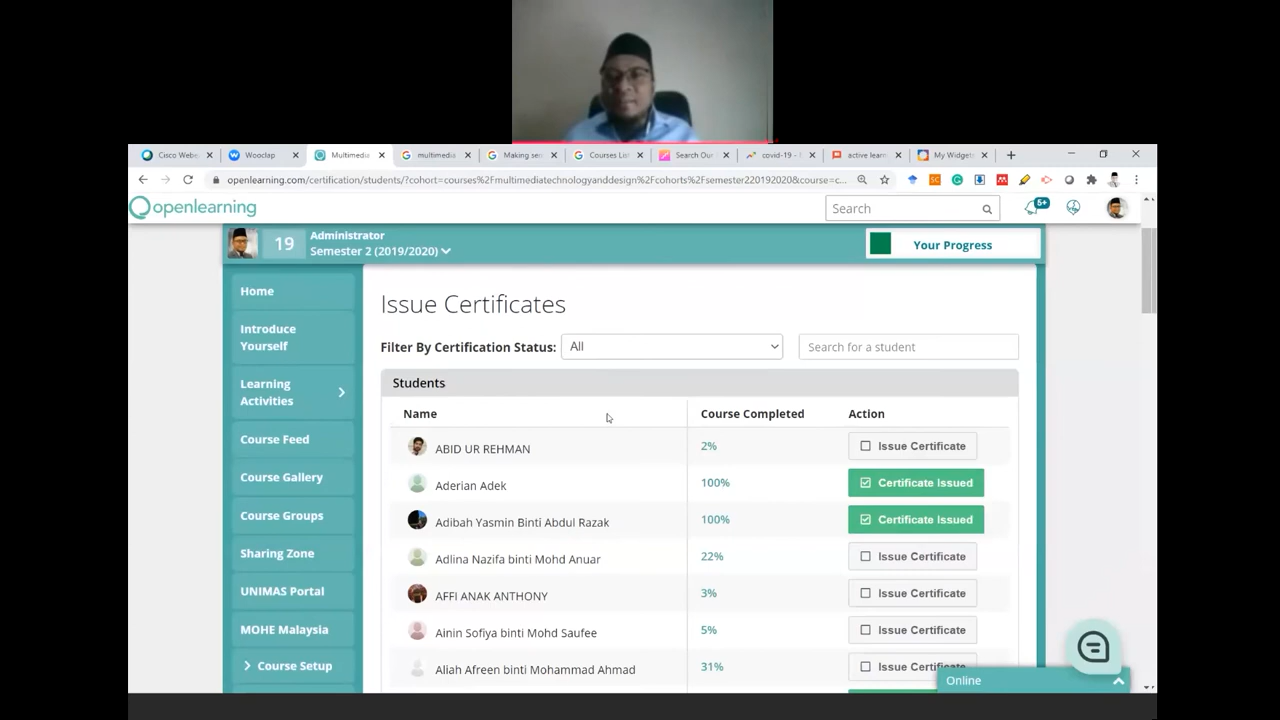 Cisco Webe
Wooclap
Multimedia
multimedia
Making sen
Courses Lis
Search Our
covid-19 -
active learn
My Widget
openlearning.com/certification/students/?cohort=courses%2Fmultimediatechnologyanddesign%2Fcohorts%2Fsemester220192020&course=c...
openlearning
Search
5+
19
Administrator
Semester 2 (2019/2020)
Your Progress
Home
Introduce
Yourself
Learning
Activities
Course Feed
Course Gallery
Course Groups
Sharing Zone
UNIMAS Portal
MOHE Malaysia
Course Setup
Issue Certificates
Filter By Certification Status: All
Search for a student
Students
Name Course Completed Action
ABID UR REHMAN 2% Issue Certificate
Aderian Adek 100% Certificate Issued
Adibah Yasmin Binti Abdul Razak 100% Certificate Issued
Adlina Nazifa binti Mohd Anuar 22% Issue Certificate
AFFI ANAK ANTHONY 3% Issue Certificate
Ainin Sofiya binti Mohd Saufee 5% Issue Certificate
Aliah Afreen binti Mohammad Ahmad 31% Issue Certificate
Online